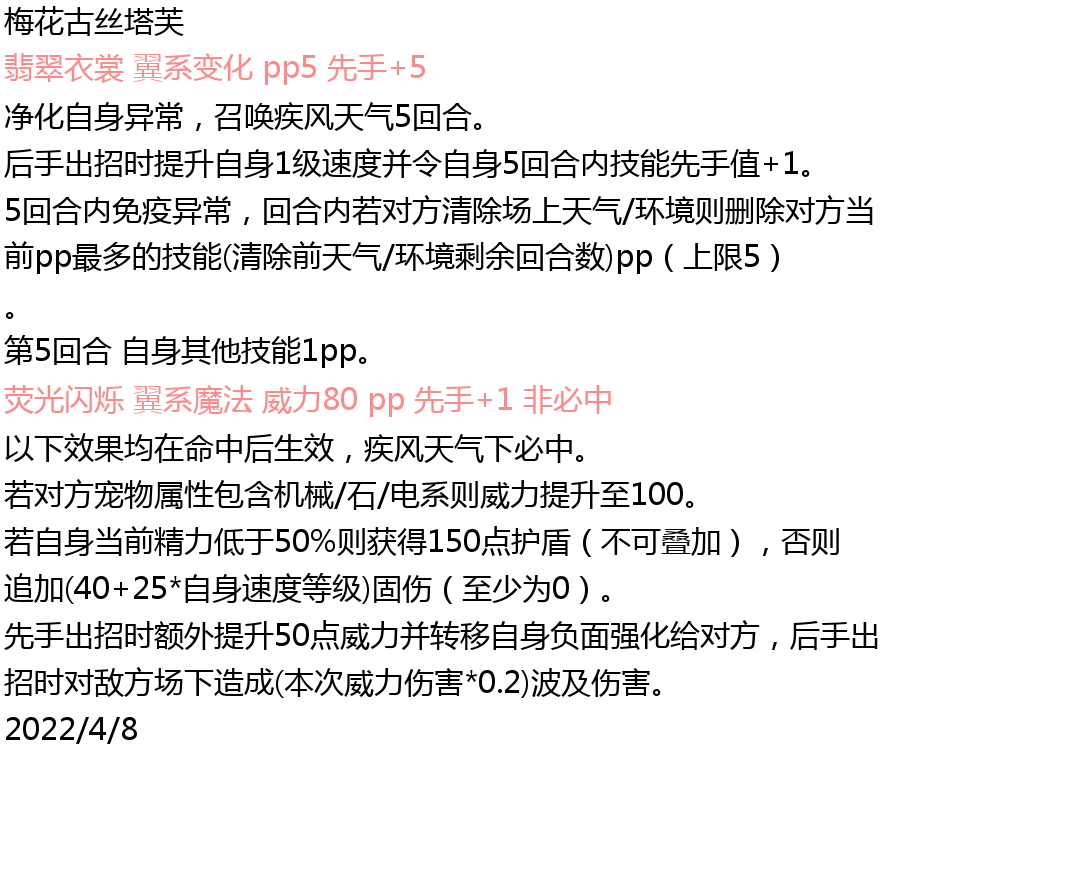 梅花古丝塔芙
翡翠衣裳 翼系变化 pp5 先手+5
净化自身异常，召唤疾风天气5回合。
后手出招时提升自身1级速度并令自身5回合内技能先手值+1。
5回合内免疫异常，回合内若对方清除场上天气/环境则删除对方当
前pp最多的技能(清除前天气/环境剩余回合数)pp（上限5）
。
第5回合 自身其他技能1pp。
荧光闪烁 翼系魔法 威力80 pp 先手+1 非必中
以下效果均在命中后生效，疾风天气下必中。
若对方宠物属性包含机械/石/电系则威力提升至100。
若自身当前精力低于50%则获得150点护盾（不可叠加），否则
追加(40+25*自身速度等级)固伤（至少为0）。
先手出招时额外提升50点威力并转移自身负面强化给对方，后手出
招时对敌方场下造成(本次威力伤害*0.2)波及伤害。
2022/4/8